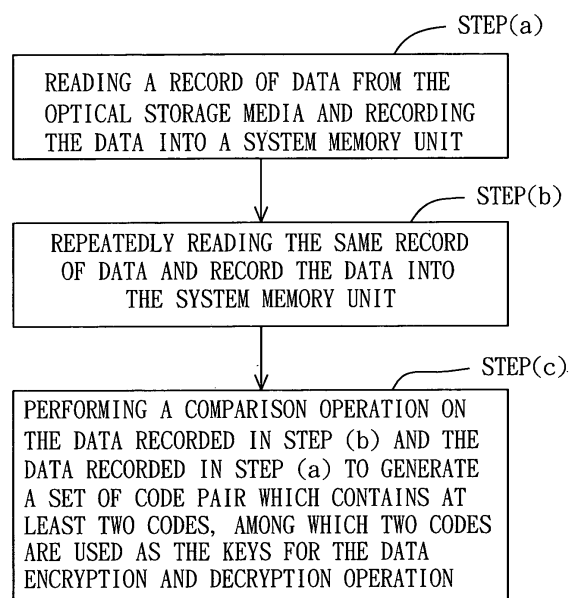 STEP(a)
READING A RECORD OF DATA FROM THE
OPTICAL STORAGE MEDIA AND RECORDING
THE DATA INTO A SYSTEM MEMORY UNIT
STEP(b)
REPEATEDLY READING THE SAME RECORD
OF DATA AND RECORD THE DATA INTO
THE SYSTEM MEMORY UNIT
STEP(c)
PERFORMING A COMPARISON OPERATION ON
THE DATA RECORDED IN STEP (b) AND THE
DATA RECORDED IN STEP (a) TO GENERATE
A SET OF CODE PAIR WHICH CONTAINS AT
LEAST TWO CODES, AMONG WHICH TWO CODES
ARE USED AS THE KEYS FOR THE DATA
ENCRYPTION AND DECRYPTION OPERATION